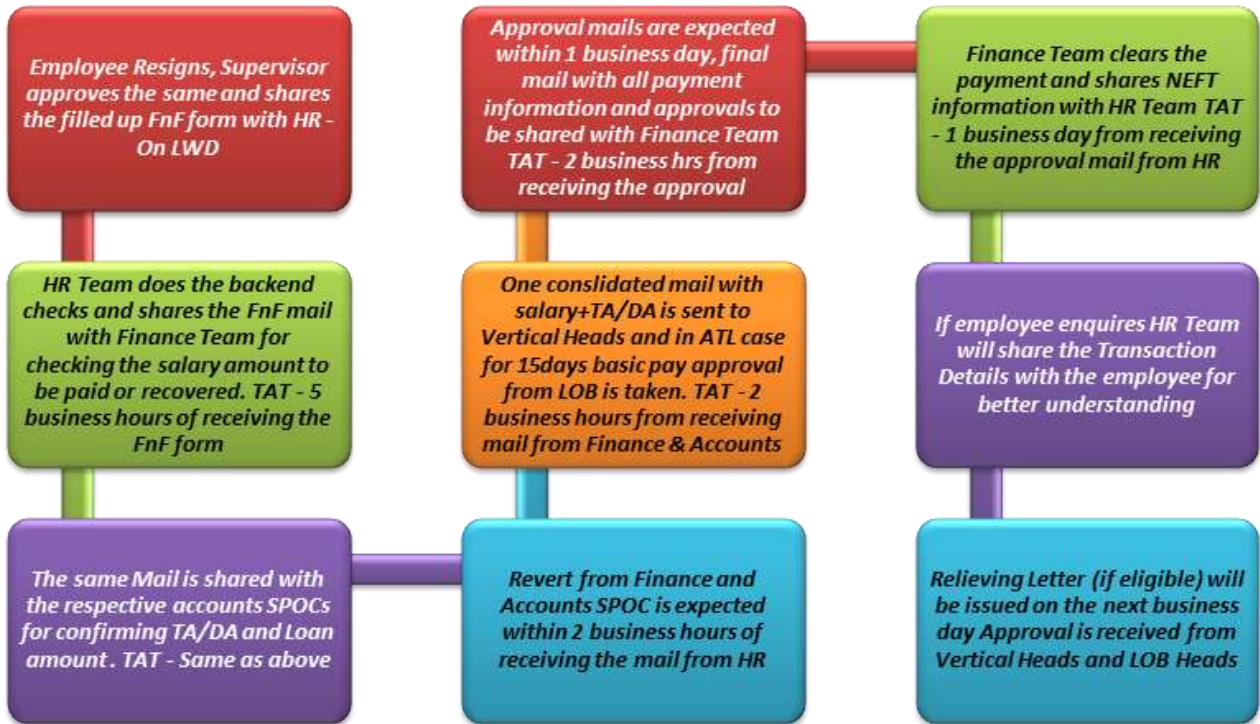 Employee Resigns, Supervisor
approves the same and shares
the filled up FnF form with HR -
On LWD
HR Team does the backend
checks and shares the FnF mail
with Finance Team for
checking the salary amount to
be paid or recovered. TAT - 5
business hours of receiving the
FnF form
The same Mail is shared with
the respective accounts SPOCs
for confirming TA/DA and Loan
amount. TAT - Same as above
Revert from Finance and
Accounts SPOC is expected
within 2 business hours of
receiving the mail from HR
One conslidated mail with
salary+TA/DA is sent to
Vertical Heads and in ATL case
for 15days basic pay approval
from LOB is taken. TAT - 2
business hours from receiving
mail from Finance & Accounts
Approval mails are expected
within 1 business day, final
mail with all payment
information and approvals to
be shared with Finance Team
TAT - 2 business hrs from
receiving the approval
Finance Team clears the
payment and shares NEFT
information with HR Team TAT
- 1 business day from receiving
the approval mail from HR
If employee enquires HR Team
will share the Transaction
Details with the employee for
better understanding
Relieving Letter (if eligible) will
be issued on the next business
day Approval is received from
Vertical Heads and LOB Heads